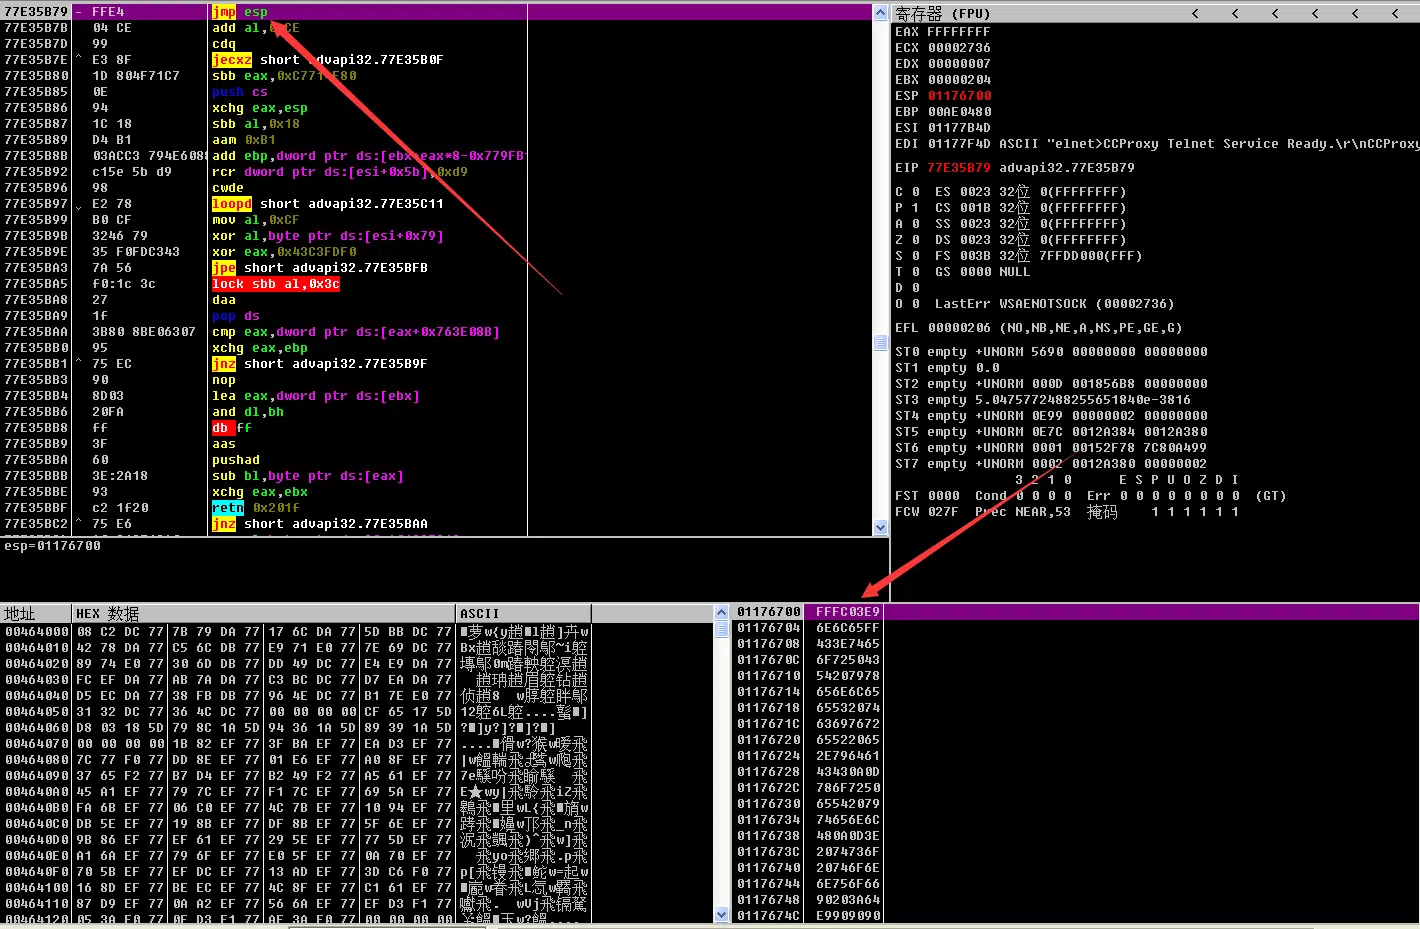 77E35B79 - FFE4 jmp esp
77E35B7B 04 CE add al,
77E35B7D 99 cdq
77E35B7E ^ E3 8F jecxz short advapi32.77E35B0F
77E35B80 1D 804F71C7 sbb eax,
77E35B85 0E push cs
77E35B86 94 xchg eax,esp
77E35B87 1C 18 sbb al,0x18
77E35B89 D4 B1 aam 0xB1
77E35B8B 03ACC3 794E608 add ebp,dword ptr ds:[ebx+eax*8-0x779FB
77E35B92 c15e 5b d9 rcr dword ptr ds:[esi+0x5b],0xd9
77E35B96 98 cwde
77E35B97 E2 78 loopd short advapi32.77E35C11
77E35B99 B0 CF mov al,0xCF
77E35B9B 3246 79 xor al,byte ptr ds:[esi+0x79]
77E35B9E 35 F0FDC343 xor eax,0x43C3FDF0
77E35BA3 7A 56 jpe short advapi32.77E35BFB
77E35BA5 f0:1c 3c lock sbb al,0x3c
77E35BA8 27 daa
77E35BA9 1f pop ds
77E35BAA 3B80 8BE06307 cmp eax,dword ptr ds:[eax+0x763E08B]
77E35BB0 95 xchg eax,ebp
77E35BB1 ^ 75 EC jnz short advapi32.77E35B9F
77E35BB3 90 nop
77E35BB4 8D03 lea eax,dword ptr ds:[ebx]
77E35BB6 20FA and dl,bh
77E35BB8 ff db ff
77E35BB9 3F aas
77E35BBA 60 pushad
77E35BBB 3E:2A18 sub bl,byte ptr ds:[eax]
77E35BBE 93 xchg eax,ebx
77E35BBF c2 1f20 retn 0x201f
77E35BC2 ^ 75 E6 jnz short advapi32.77E35BAA
esp=01176700
寄存器 (FPU) < < < < < <
EAX FFFFFFFF
ECX 00002736
EDX 00000007
EBX 00000204
ESP 01176700
EBP 00AE0480
ESI 01177B4D
EDI 01177F4D ASCII "elnet>CCProxy Telnet Service Ready.\r\nCCProxy
EIP 77E35B79 advapi32.77E35B79
C 0 ES 0023 32位 0(FFFFFFFF)
P 1 CS 001B 32位 0(FFFFFFFF)
A 0 SS 0023 32位 0(FFFFFFFF)
Z 0 DS 0023 32位 0(FFFFFFFF)
S 0 FS 003B 32位 7FFDD000(FFF)
T 0 GS 0000 NULL
D 0
O 0 LastErr WSAENOTSOCK (00002736)
EFL 00000206 (NO,NB,NE,A,NS,PE,GE,G)
ST0 empty +UNORM 5690 00000000 00000000
ST1 empty 0.0
ST2 empty +UNORM 000D 001856B8 00000000
ST3 empty 5.0475772488255651840e-3816
ST4 empty +UNORM 0E99 00000002 00000000
ST5 empty +UNORM 0E7C 0012A384 0012A380
ST6 empty +UNORM 0001 00152F78 7C80A499
ST7 empty +UNORM 0002 0012A380 00000002
3 2 1 0 E S P U O Z D I
FST 0000 Cond 0 0 0 0 Err 0 0 0 0 0 0 0 0 (GT)
FCW 027F Prec NEAR,53 掩码 1 1 1 1 1 1
地址 HEX 数据 ASCII
00464000 08 C2 DC 77 7B 79 DA 77 17 6C DA 77 5D BB DC 77
00464010 42 78 DA 77 C5 6C DB 77 E9 71 E0 77 7E 69 DC 77
00464020 89 74 E0 77 30 6D DB 77 DD 49 DC 77 E4 E9 DA 77
00464030 FC EF DA 77 AB 7A DA 77 C3 BC DC 77 D7 EA DA 77
00464040 D5 EC DA 77 38 FB DB 77 96 4E DC 77 B1 7E E0 77
00464050 31 32 DC 77 36 4C DC 77 00 00 00 00 CF 65 17 5D
00464060 D8 03 18 5D 79 8C 1A 5D 94 36 1A 5D 89 39 1A 5D
00464070 00 00 00 00 1B 82 EF 77 3F BA EF 77 EA D3 EF 77
00464080 7C 77 F0 77 DD 8E EF 77 01 E6 EF 77 A0 8F EF 77
00464090 37 65 F2 77 B7 D4 EF 77 B2 49 F2 77 A5 61 EF 77
004640A0 45 A1 EF 77 79 7C EF 77 F1 7C EF 77 69 5A EF 77
004640B0 FA 6B EF 77 06 C0 EF 77 4C 7B EF 77 10 94 EF 77
004640C0 DB 5E EF 77 19 8B EF 77 DF 8B EF 77 5F 6E EF 77
004640D0 9B 86 EF 77 EF 61 EF 77 29 5E EF 77 77 5D EF 77
004640E0 A1 6A EF 77 79 6F EF 77 E0 5F EF 77 0A 70 EF 77
004640F0 70 5B EF 77 EF DC EF 77 13 AD EF 77 3D C6 F0 77
00464100 16 8D EF 77 BE EC EF 77 4C 8F EF 77 C1 61 EF 77
00464110 87 D9 EF 77 0A A2 EF 77 56 6A EF 77 EF D3 F1 77
00464120 05 3A F0 77 0F D3 F1 77 AF 3A F0 77 00 00 00 00
01176700 FFFC03E9
01176704 6E6C65FF
01176708 433E7465
0117670C 6F725043
01176710 54207978
01176714 656E6C65
01176718 65532074
0117671C 63697672
01176720 65522065
01176724 2E796461
01176728 43430A0D
0117672C 786F7250
01176730 65542079
01176734 74656E6C
01176738 480A0D3E
0117673C 2074736F
01176740 20746F6E
01176744 6E756F66
01176748 90203A64
0117674C E9909090